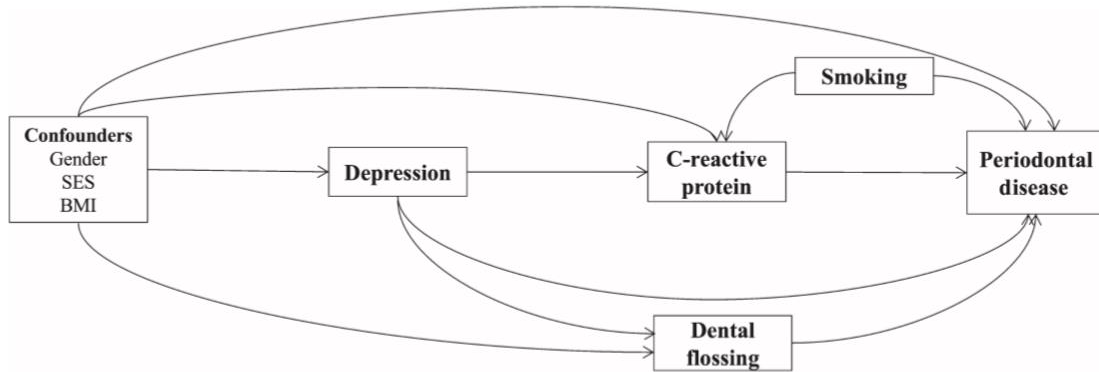 Confounders
Gender
SES
BMI
Depression
C-reactive
protein
Smoking
Periodontal
disease
Dental
flossing